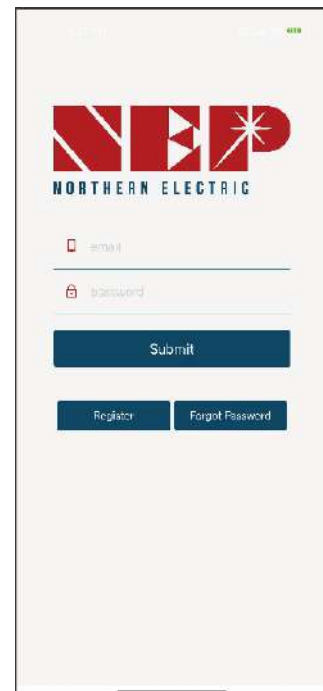 NEP
NORTHERN ELECTRIC
email
password
Submit
Register Forgot Password